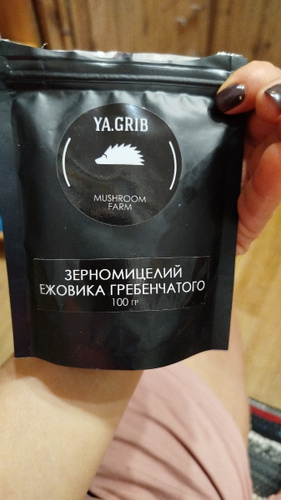 YA.GRIB
MUSHROOM
FARM
ЗЕРНОМИЦЕЛИЙ
ЕЖОВИКА ГРЕБЕНЧАТОГО
100 гр